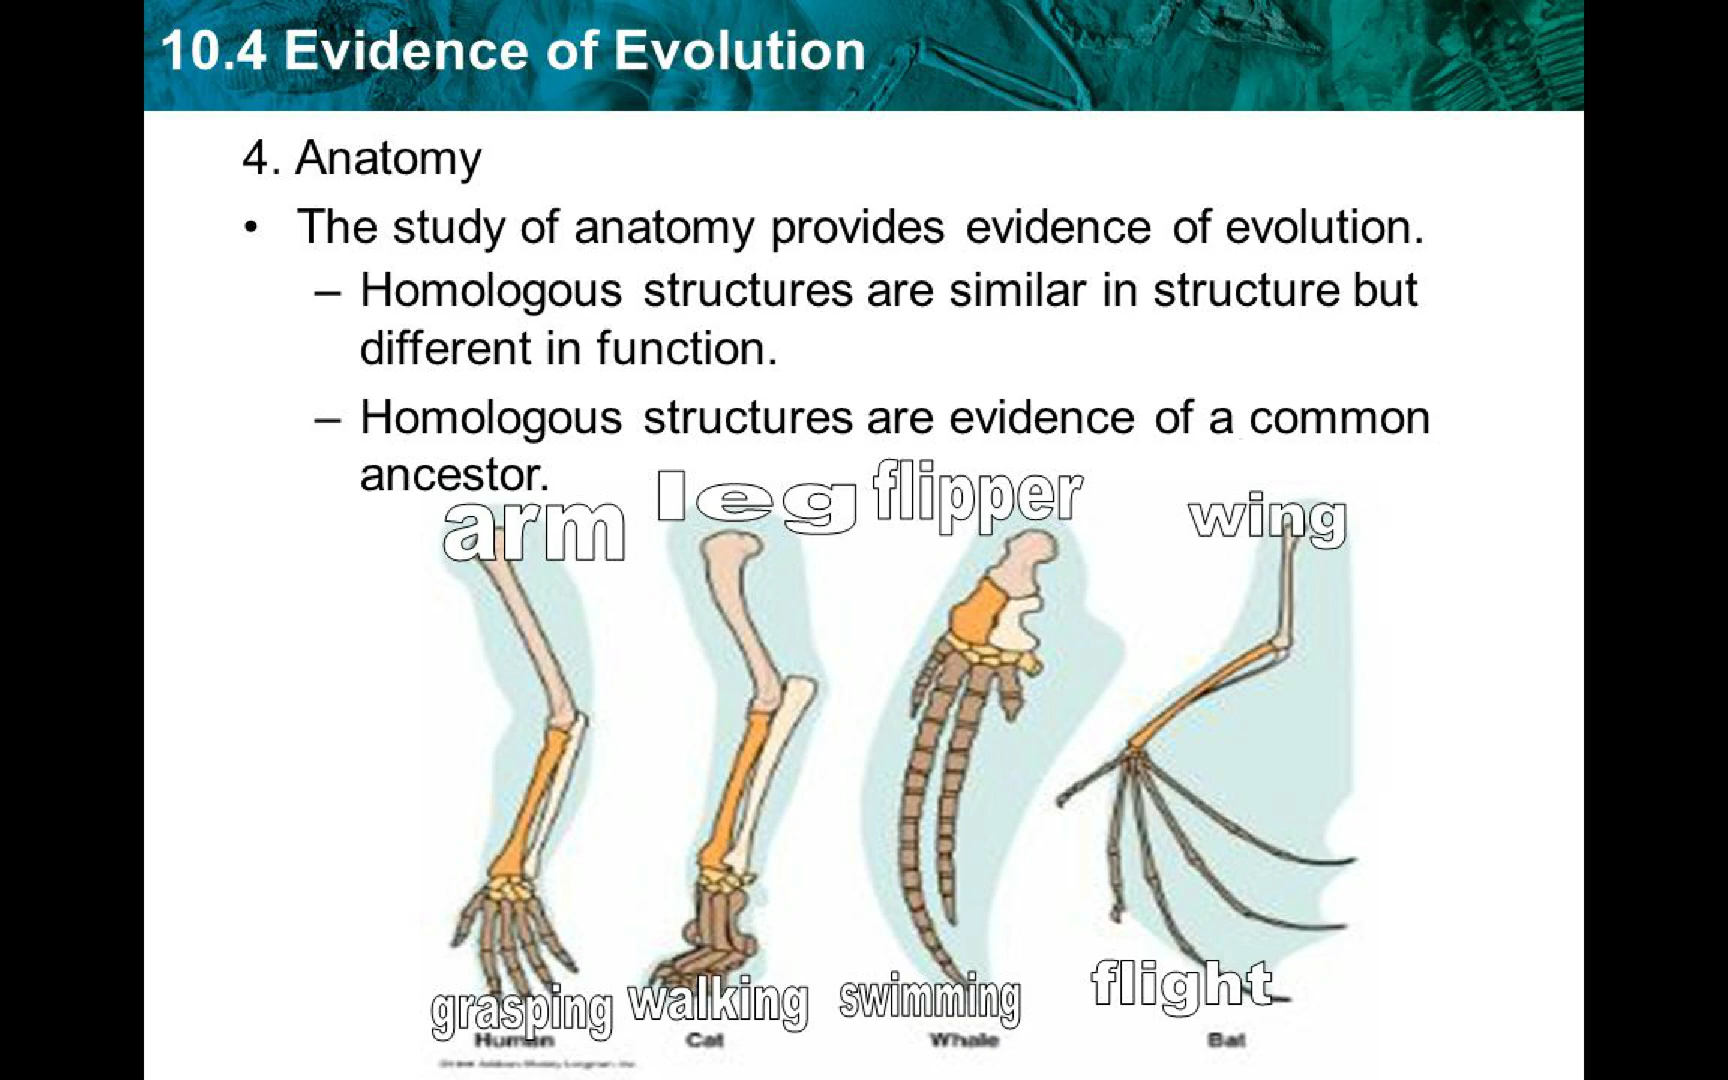 10.4 Evidence of Evolution
4. Anatomy
• The study of anatomy provides evidence of evolution.
– Homologous structures are similar in structure but
different in function.
– Homologous structures are evidence of a common
ancestor.
arm leg flipper wing
grasping walking swimming flight
Human Cat Whale Bat